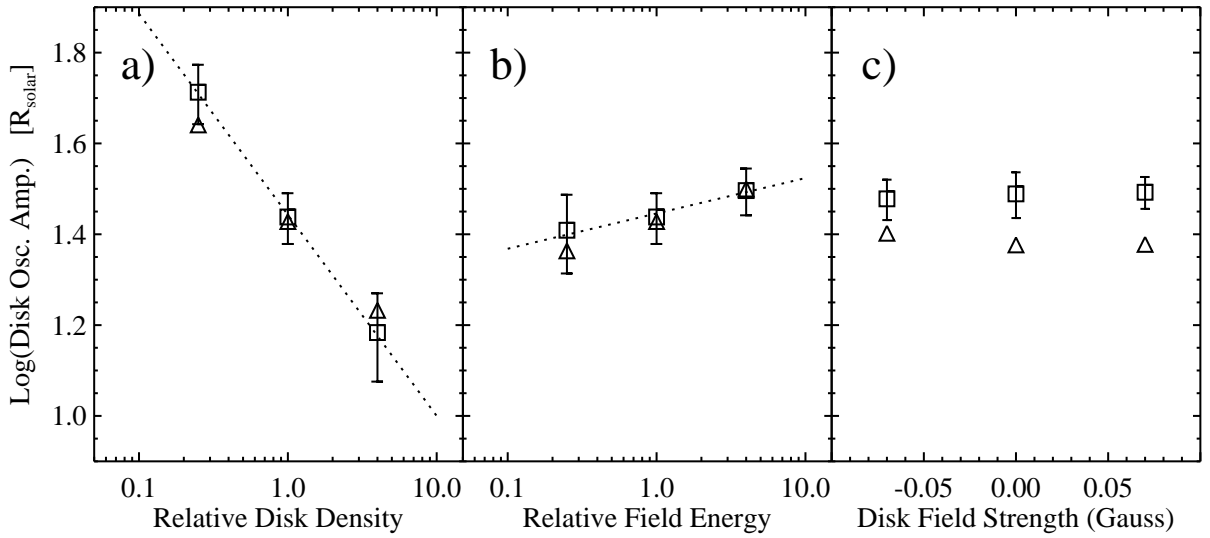 a) b) c)
Log(Disk Osc. Amp.) [R_solar]
1.8
1.6
1.4
1.2
1.0
0.1 1.0 10.0 0.1 1.0 10.0 -0.05 0.00 0.05
Relative Disk Density Relative Field Energy Disk Field Strength (Gauss)